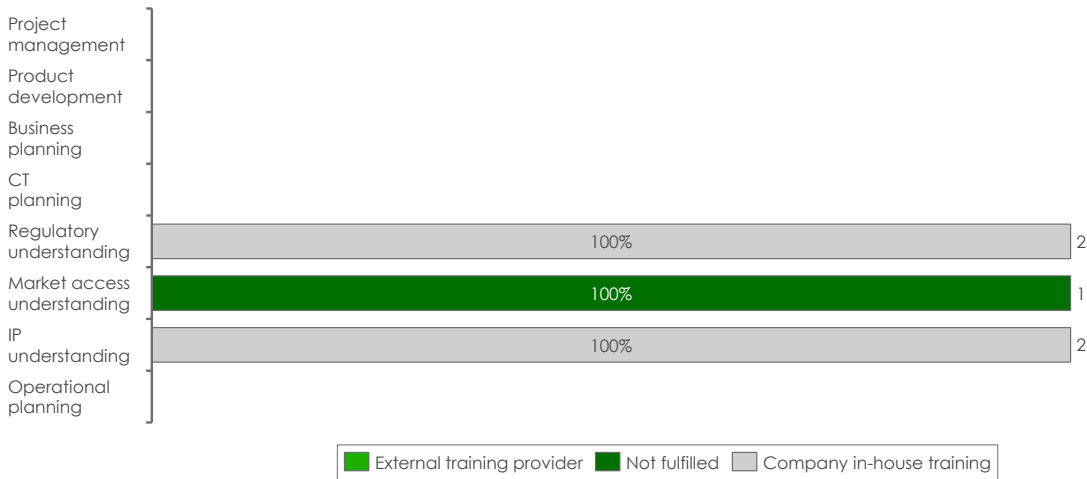 Project
management
Product
development
Business
planning
CT
planning
Regulatory
understanding
100%
2
Market access
understanding
100%
1
IP
understanding
100%
2
Operational
planning
External training provider
Not fulfilled
Company in-house training